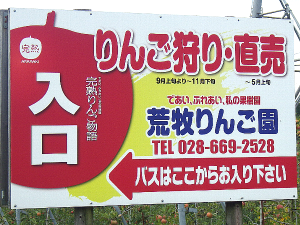 りんご狩り・直売
9月上旬より〜11月下旬
〜5月上旬
完熟
ARAMAKI
入口
完熟りんご物語
であい、ふれあい、私の果樹園
荒牧りんご園
TEL 028-669-2528
バスはここからお入り下さい